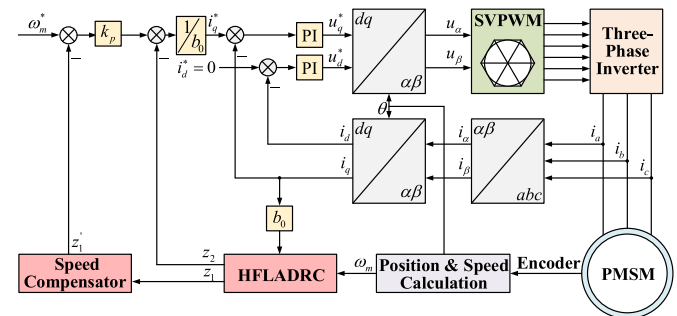 ω*m
kp
1/b0
i*q
PI
u*q
dq
αβ
uα
uβ
SVPWM
Three-
Phase
Inverter
i*d = 0
PI
u*d
−
−
−
−
θ
id
iq
dq
αβ
iα
iβ
αβ
abc
ia
ib
ic
b0
z'1
z2
z1
Speed
Compensator
HFLADRC
ωm
Position & Speed
Calculation
Encoder
PMSM